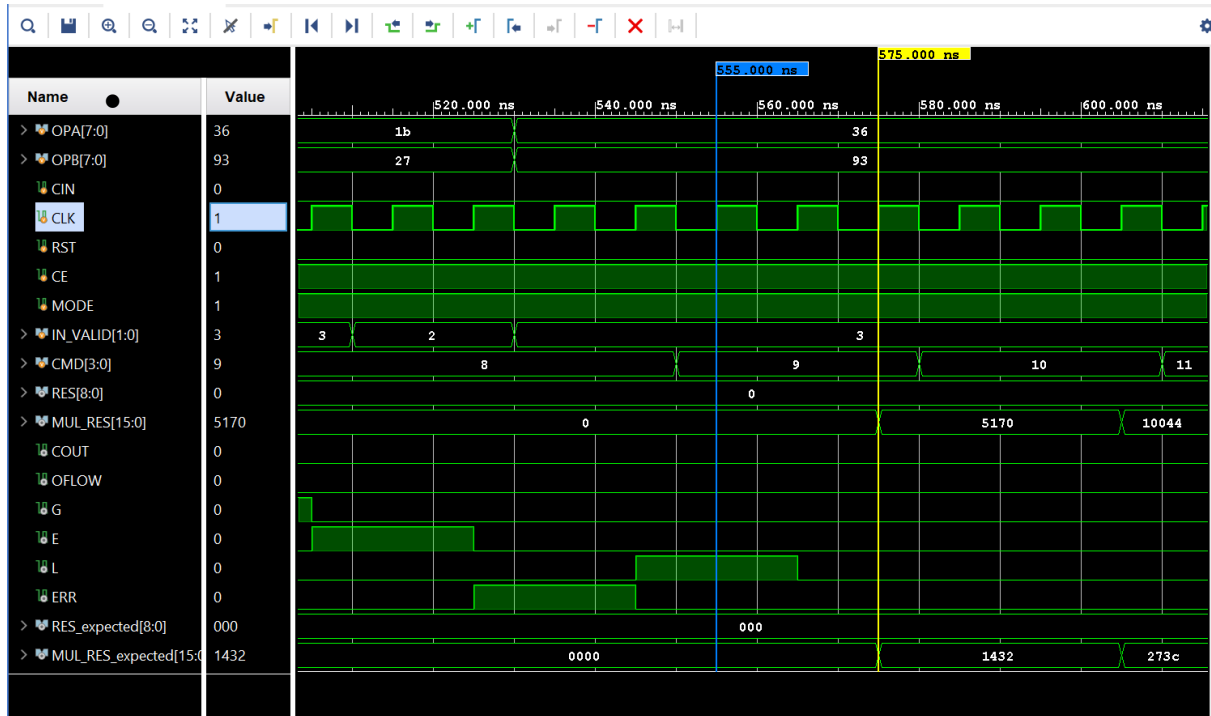 575.000 ns
555.000 ns
Name Value
520.000 ns 540.000 ns 560.000 ns 580.000 ns 600.000 ns
OPA[7:0] 36 1b 36
OPB[7:0] 93 27 93
CIN 0
CLK 1
RST 0
CE 1
MODE 1
IN_VALID[1:0] 3 3 2 3
CMD[3:0] 9 8 9 10 11
RES[8:0] 0 0
MUL_RES[15:0] 5170 0 5170 10044
COUT 0
OFLOW 0
G 0
E 0
L 0
ERR 0
RES_expected[8:0] 000 000
MUL_RES_expected[15:0 1432 0000 1432 273c